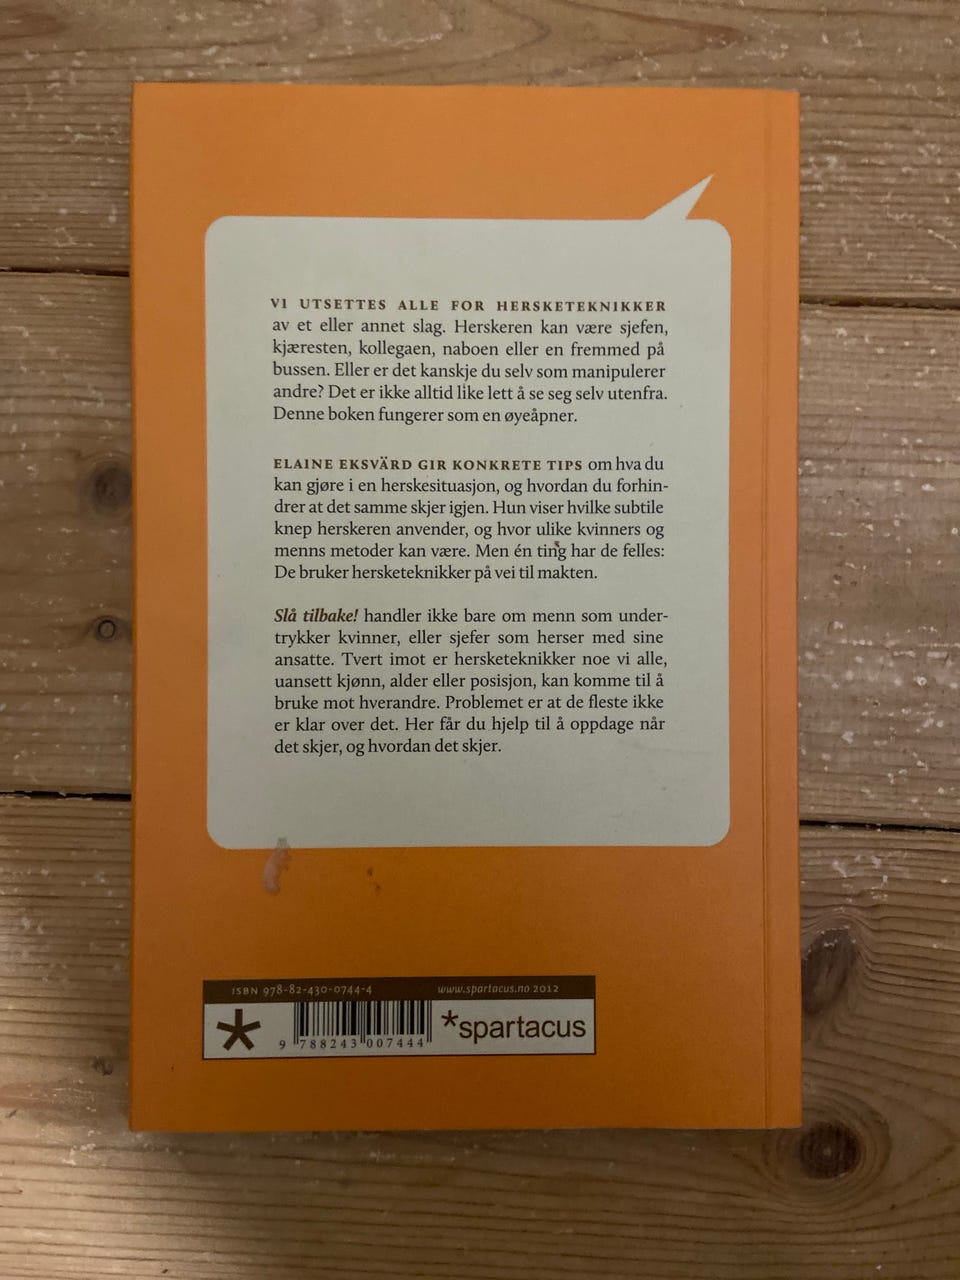 VI UTSETTES ALLE FOR HERSKETEKNIKKER
av et eller annet slag. Herskeren kan være sjefen,
kjæresten, kollegaen, naboen eller en fremmed på
bussen. Eller er det kanskje du selv som manipulerer
andre? Det er ikke alltid like lett å se seg selv utenfra.
Denne boken fungerer som en øyeåpner.
ELAINE EKSVÄRD GIR KONKRETE TIPS om hva du
kan gjøre i en herskesituasjon, og hvordan du forhin-
drer at det samme skjer igjen. Hun viser hvilke subtile
knep herskeren anvender, og hvor ulike kvinners og
menns metoder kan være. Men én ting har de felles:
De bruker hersketeknikker på vei til makten.
Slå tilbake! handler ikke bare om menn som under-
trykker kvinner, eller sjefer som herser med sine
ansatte. Tvert imot er hersketeknikker noe vi alle,
uansett kjønn, alder eller posisjon, kan komme til å
bruke mot hverandre. Problemet er at de fleste ikke
er klar over det. Her får du hjelp til å oppdage når
det skjer, og hvordan det skjer.
ISBN 978-82-430-0744-4 www.spartacus.no 2012
*spartacus
9 788243 007444